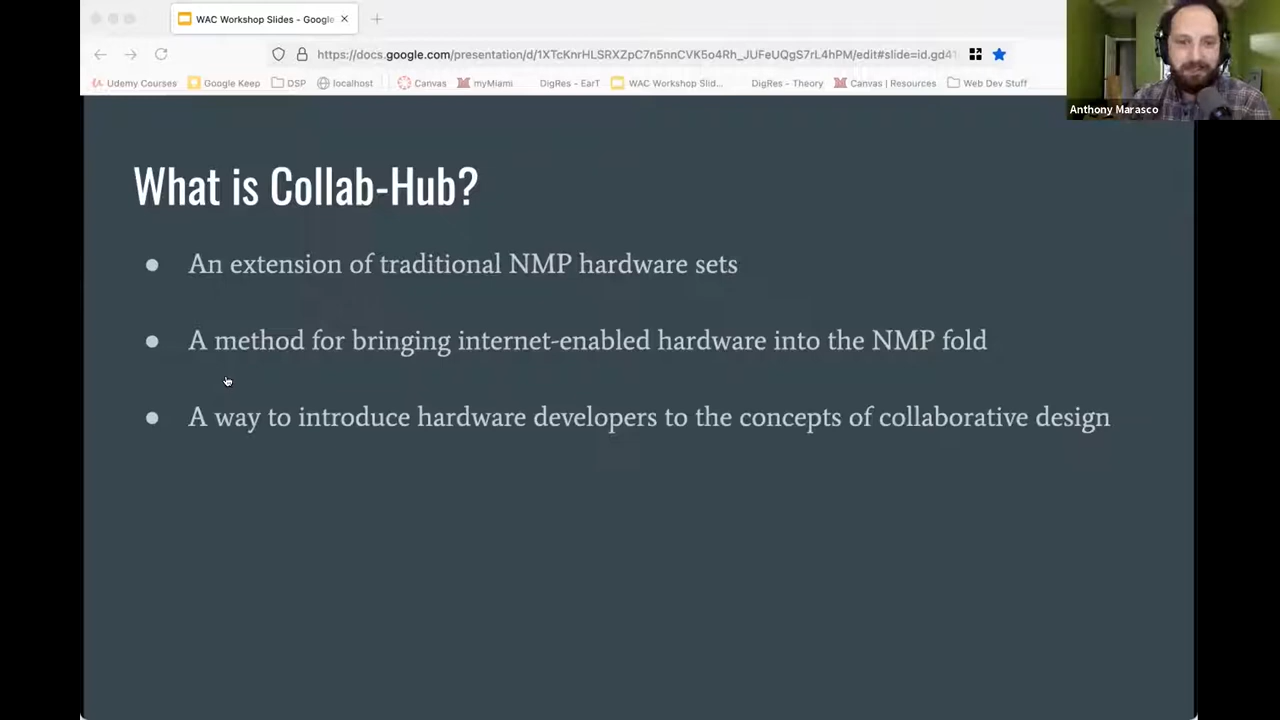 WAC Workshop Slides - Google
https://docs.google.com/presentation/d/1XTcKnrHLSRXZpC7n5nnCVK5o4Rh_JUFeUQgS7rL4hPM/edit#slide=id.gd41
Udemy Courses Google Keep DSP localhost Canvas myMiami DigRes - EarT WAC Workshop Slid... DigRes - Theory Canvas | Resources Web Dev Stuff
Anthony Marasco
What is Collab-Hub?
● An extension of traditional NMP hardware sets
● A method for bringing internet-enabled hardware into the NMP fold
● A way to introduce hardware developers to the concepts of collaborative design